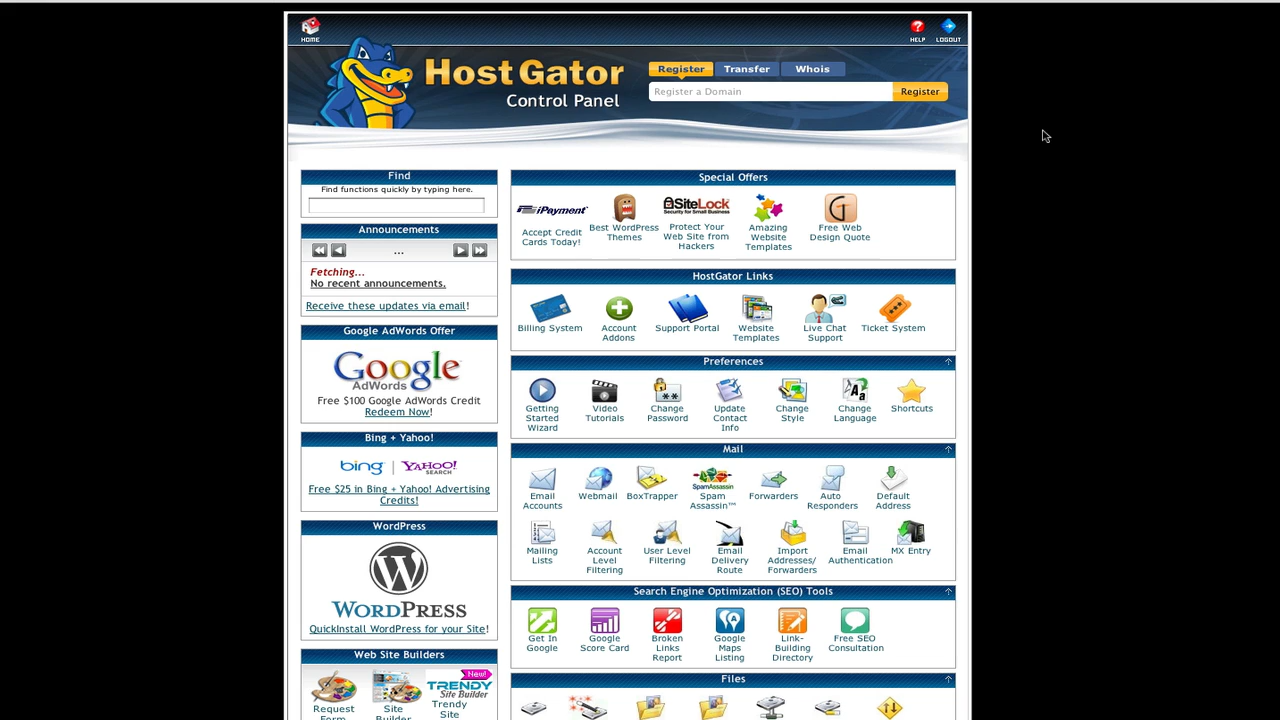 HOME
HELP
LOGOUT
HostGator
Control Panel
Register
Transfer
Whois
Register a Domain
Register
Find
Find functions quickly by typing here.
Announcements
...
Fetching...
No recent announcements.
Receive these updates via email!
Google AdWords Offer
Google
AdWords
Free $100 Google AdWords Credit
Redeem Now!
Bing + Yahoo!
bing
YAHOO!
SEARCH
Free $25 in Bing + Yahoo! Advertising
Credits!
WordPress
W
WORDPRESS
QuickInstall WordPress for your Site!
Web Site Builders
New!
TRENDY
Site Builder
Request
Form
Site
Builder
Trendy
Site
Special Offers
iPayment
SiteLock
Security for Small Business
Accept Credit
Cards Today!
Best WordPress
Themes
Protect Your
Web Site from
Hackers
Amazing
Website
Templates
Free Web
Design Quote
HostGator Links
Billing System
Account
Addons
Support Portal
Website
Templates
Live Chat
Support
Ticket System
Preferences
Getting
Started
Wizard
Video
Tutorials
Change
Password
Update
Contact
Info
Change
Style
Change
Language
Shortcuts
Mail
SpamAssassin
Email
Accounts
Webmail
BoxTrapper
Spam
Assassin™
Forwarders
Auto
Responders
Default
Address
Mailing
Lists
Account
Level
Filtering
User Level
Filtering
Email
Delivery
Route
Import
Addresses/
Forwarders
Email
Authentication
MX Entry
Search Engine Optimization (SEO) Tools
Get In
Google
Google
Score Card
Broken
Links
Report
Google
Maps
Listing
Link-
Building
Directory
Free SEO
Consultation
Files